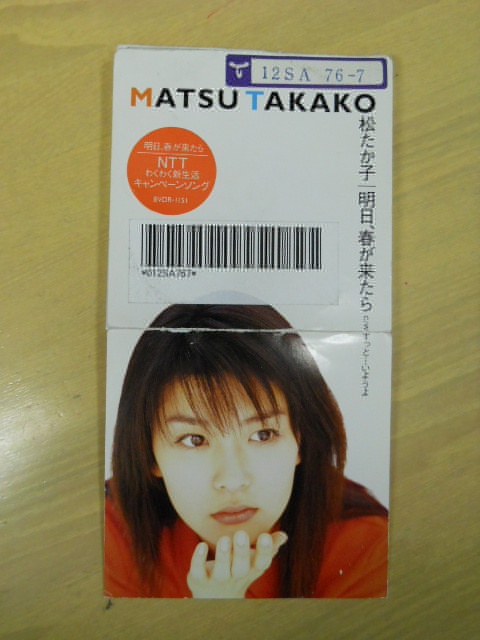 12SA 76-7
MATSU TAKAKO
松たか子|明日、春が来たら
明日、春が来たら
NTT
わくわく新生活
キャンペーンソング
BVDR-1151
*012SA767*